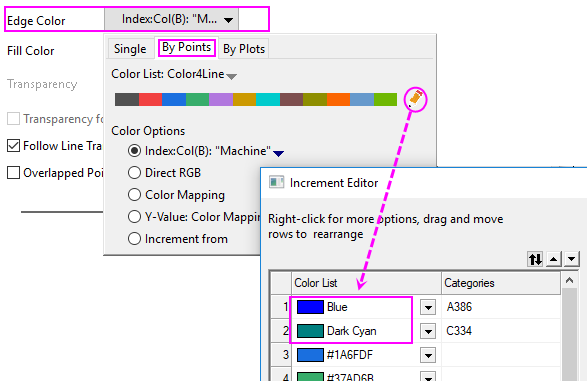 Edge Color Index:Col(B): "M...
Fill Color
Single By Points By Plots
Transparency
Color List: Color4Line
Transparency fo
Color Options
Follow Line Tra
Index:Col(B): "Machine"
Overlapped Poi
Direct RGB
Color Mapping
Y-Value: Color Mappin
Increment from
Increment Editor
Right-click for more options, drag and move
rows to rearrange
Color List Categories
1 Blue A386
2 Dark Cyan C334
3 #1A6FDF
4 #37AD6B